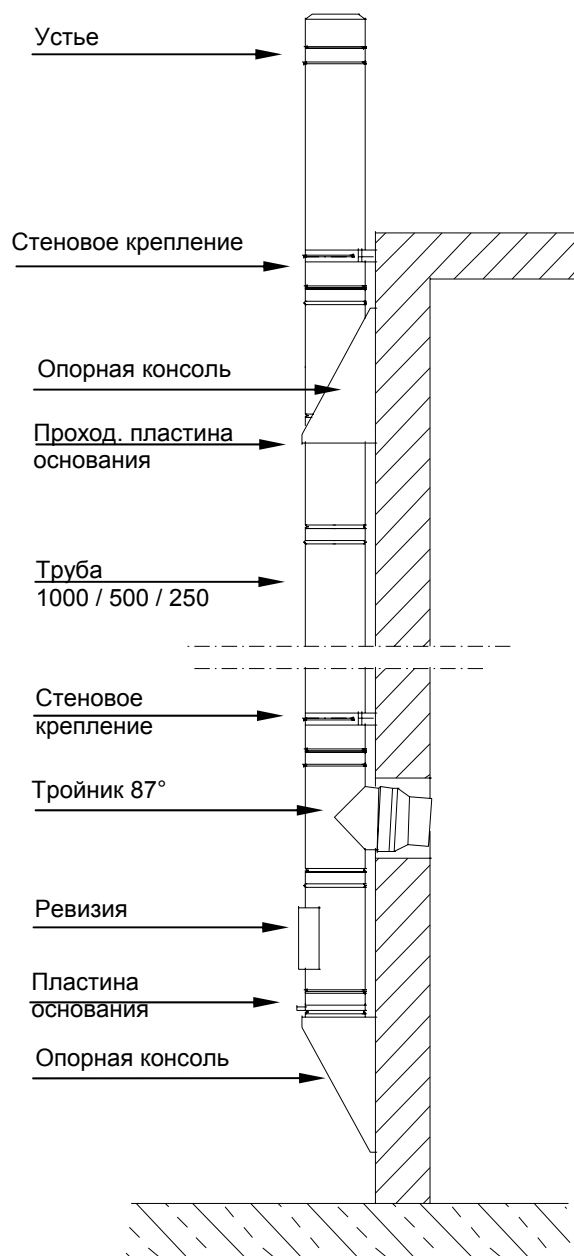 Устье
Стеновое крепление
Опорная консоль
Проход. пластина
основания
Труба
1000 / 500 / 250
Стеновое
крепление
Тройник 87°
Ревизия
Пластина
основания
Опорная консоль